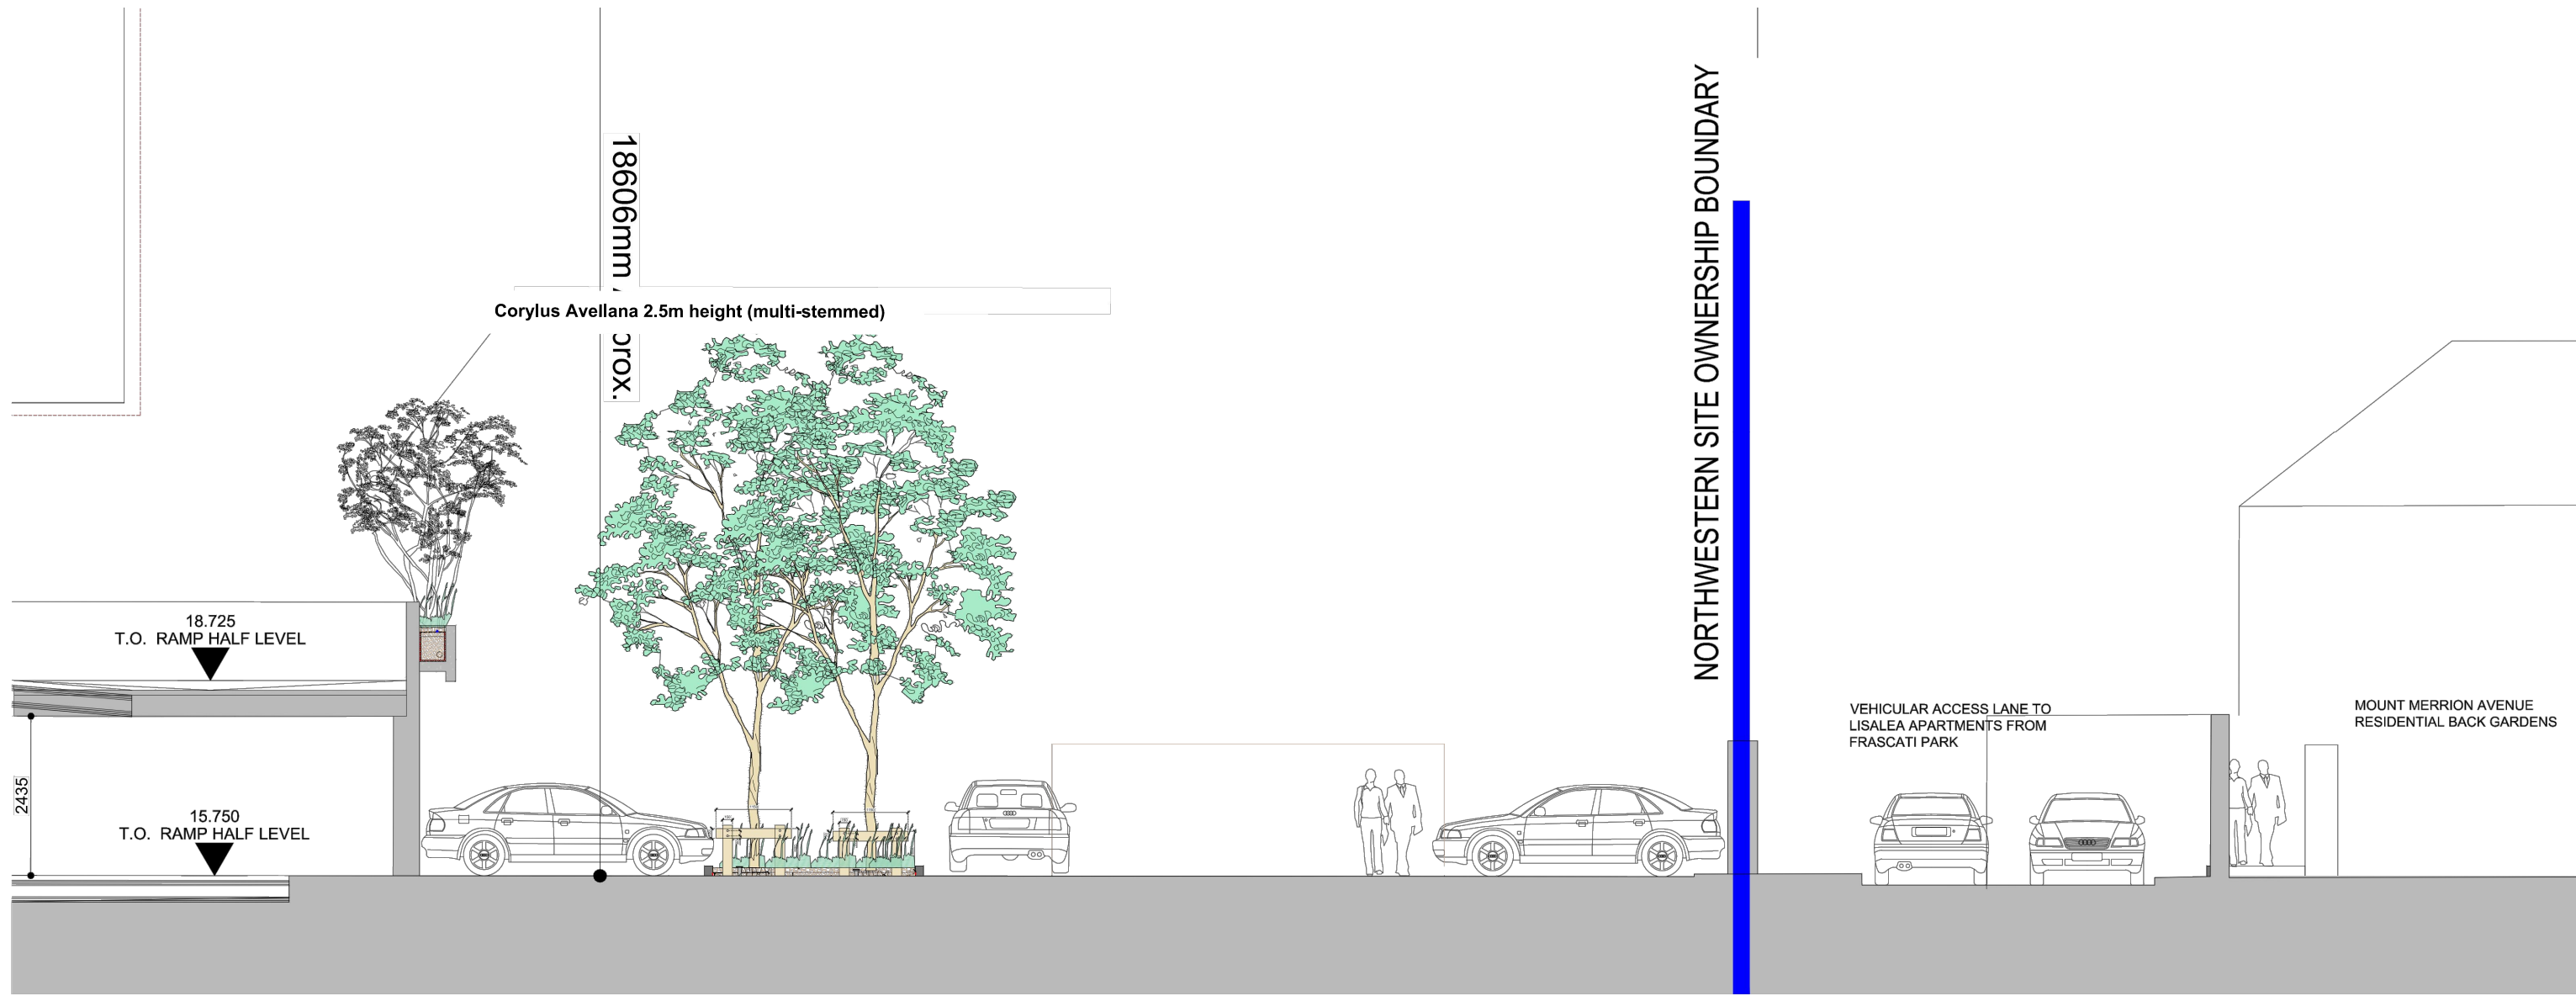 18606mm
prox.
NORTHWESTERN SITE OWNERSHIP BOUNDARY
Corylus Avellana 2.5m height (multi-stemmed)
18.725
T.O. RAMP HALF LEVEL
2435
15.750
T.O. RAMP HALF LEVEL
VEHICULAR ACCESS LANE TO
LISALEA APARTMENTS FROM
FRASCATI PARK
MOUNT MERRION AVENUE
RESIDENTIAL BACK GARDENS